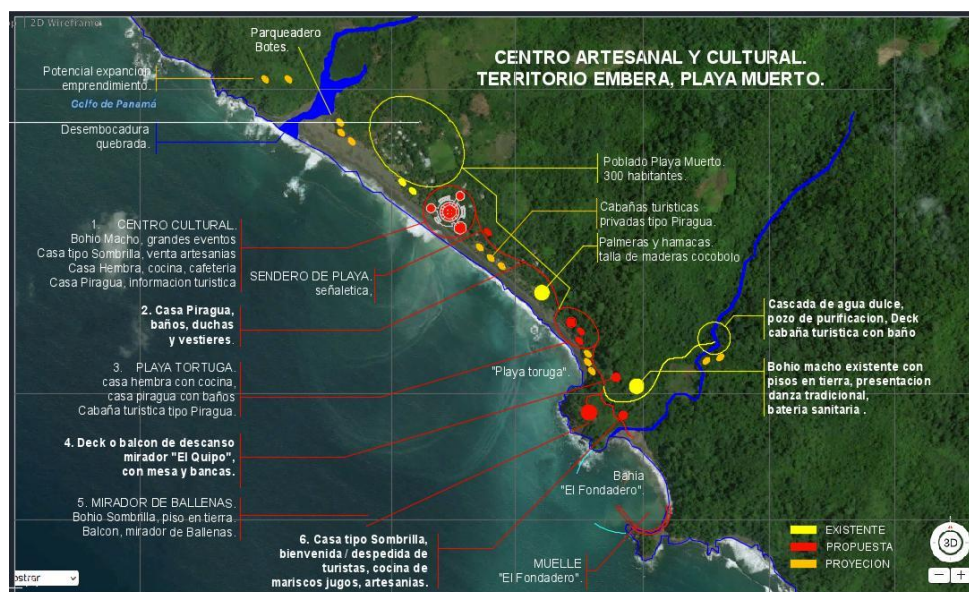 | 2D Wireframe
Parqueadero
Botes.
CENTRO ARTESANAL Y CULTURAL.
TERRITORIO EMBERA, PLAYA MUERTO.
Potencial expancion
emprendimiento.
Golfo de Panamá
Desembocadura
quebrada.
Poblado Playa Muerto.
300 habitantes.
Cabañas turisticas
privadas tipo Piragua.
Palmeras y hamacas
talla de maderas cocobolo
1. CENTRO CULTURAL.
Bohio Macho, grandes eventos
Casa tipo Sombrilla, venta artesanias
Casa Hembra, cocina, cafeteria
Casa Piragua, informacion turistica
SENDERO DE PLAYA.
señaletica,
2. Casa Piragua,
baños, duchas
y vestieres.
Cascada de agua dulce,
pozo de purificacion, Deck
cabaña turistica con baño
3. PLAYA TORTUGA.
casa hembra con cocina,
casa piragua con baños
Cabaña turistica tipo Piragua.
"Playa toruga".
Bohio macho existente con
pisos en tierra, presentacion
danza tradicional,
bateria sanitaria .
4. Deck o balcon de descanso
mirador "El Quipo",
con mesa y bancas.
5. MIRADOR DE BALLENAS.
Bohio Sombrilla, piso en tierra.
Balcon, mirador de Ballenas.
Bahia
"El Fondadero".
6. Casa tipo Sombrilla,
bienvenida / despedida de
turistas, cocina de
mariscos jugos, artesanias.
MUELLE
"El Fondadero".
EXISTENTE
PROPUESTA
PROYECION
3D
ostrar